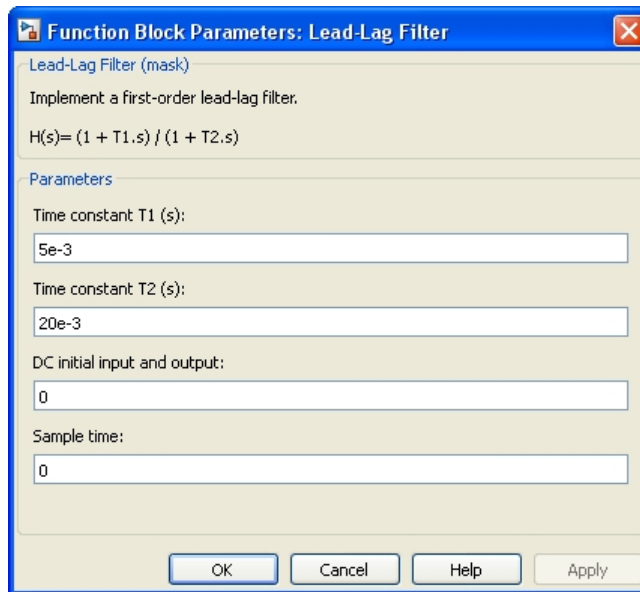 Function Block Parameters: Lead-Lag Filter
Lead-Lag Filter (mask)
Implement a first-order lead-lag filter.
H(s)= (1 + T1.s) / (1 + T2.s)
Parameters
Time constant T1 (s):
5e-3
Time constant T2 (s):
20e-3
DC initial input and output:
0
Sample time:
0
OK Cancel Help Apply